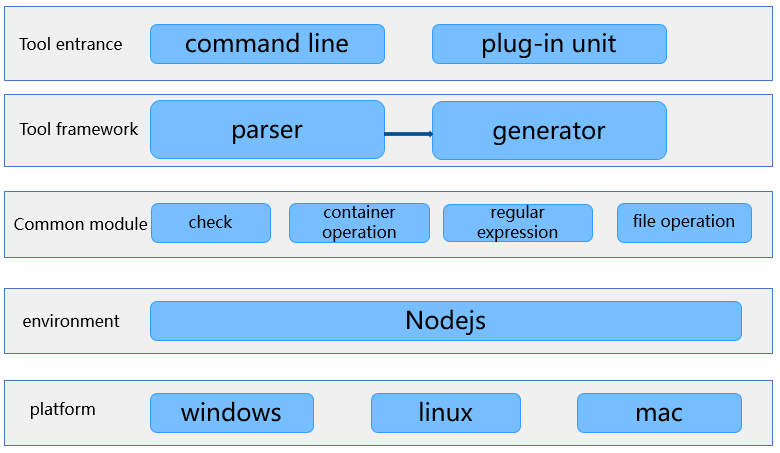 Tool entrance
command line
plug-in unit
Tool framework
parser
generator
Common module
check
container
operation
regular
expression
file operation
environment
Nodejs
platform
windows
linux
mac